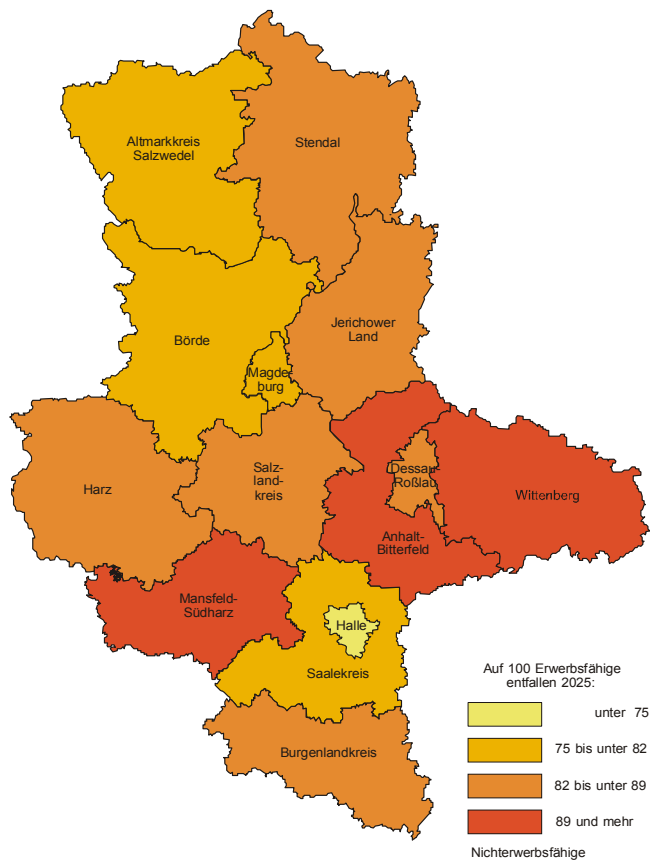 Altmarkkreis
Salzwedel
Stendal
Börde
Jerichower
Land
Magde-
burg
Harz
Salz-
land-
kreis
Dessau-
Roßlau
Wittenberg
Anhalt-
Bitterfeld
Mansfeld-
Südharz
Halle
Saalekreis
Burgenlandkreis
Auf 100 Erwerbsfähige
entfallen 2025:
unter 75
75 bis unter 82
82 bis unter 89
89 und mehr
Nichterwerbsfähige